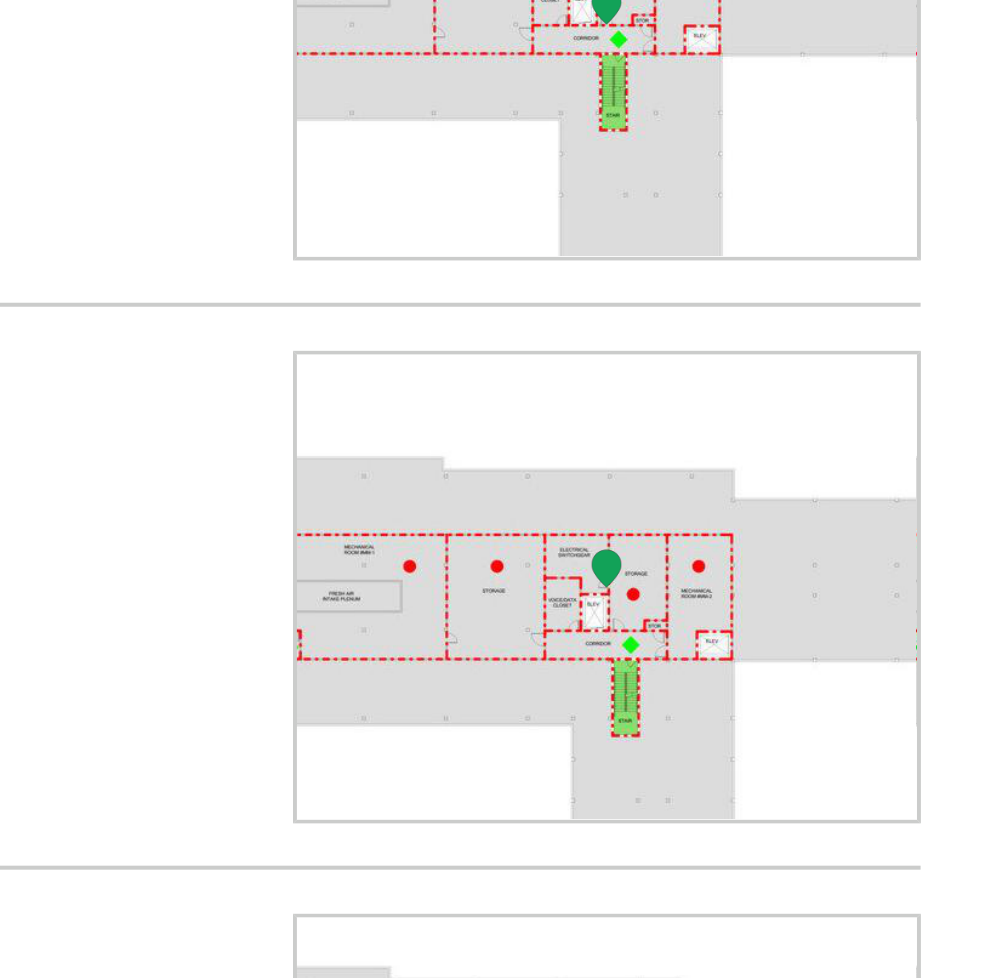 CLOSET
ELEV
STOR
CORRIDOR
ELEV
STAIR
MECHANICAL
ROOM #MM-1
ELECTRICAL
SWITCHGEAR
STORAGE
STORAGE
FRESH AIR
INTAKE PLENUM
MECHANICAL
ROOM #MM-2
VOICE/DATA
CLOSET
ELEV
STOR
CORRIDOR
ELEV
STAIR